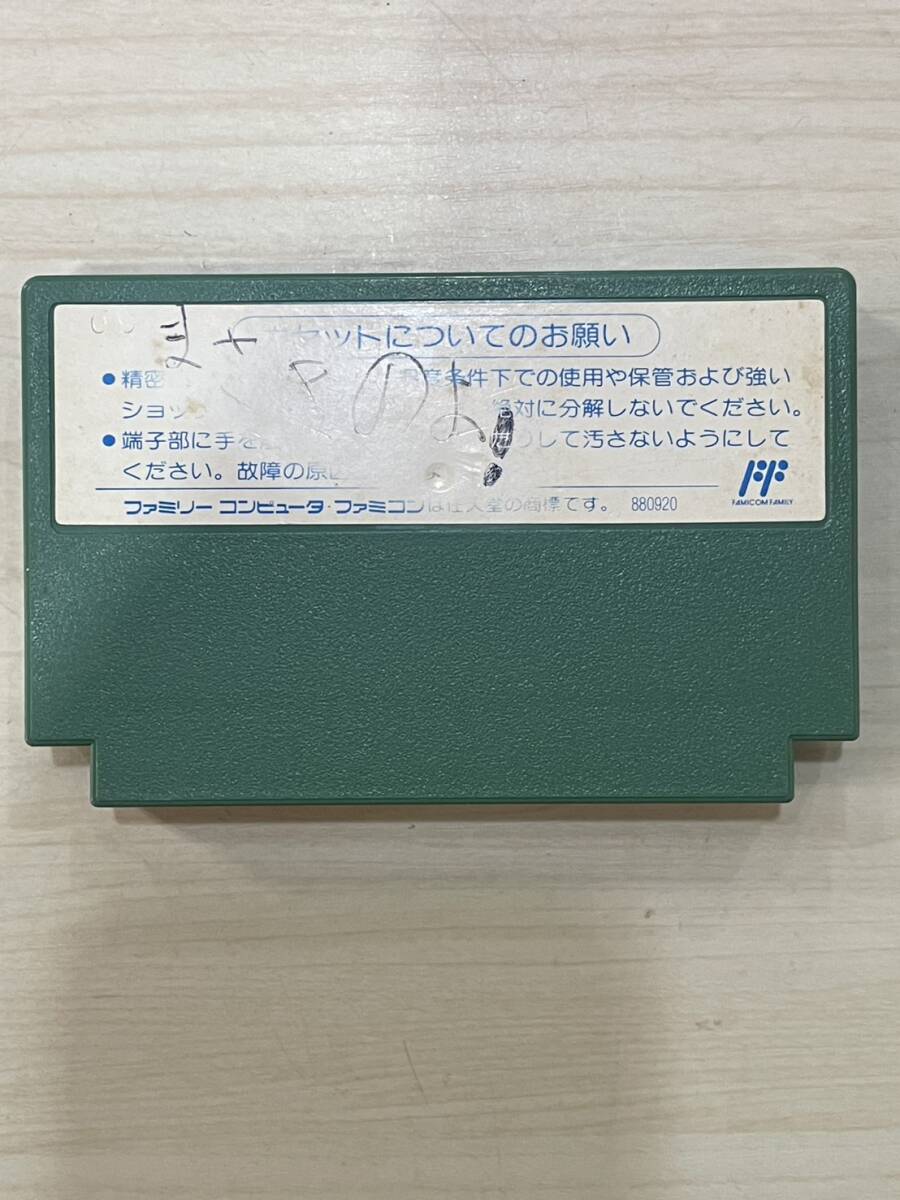 セットについてのお願い
●精密 度条件下での使用や保管および強い
ショッ 絶対に分解しないでください。
●端子部に手を して汚さないようにして
ください。故障の原
ファミリー コンピュータ・ファミコンは任天堂の商標です。 880920
FAMICOM FAMILY
のよ!